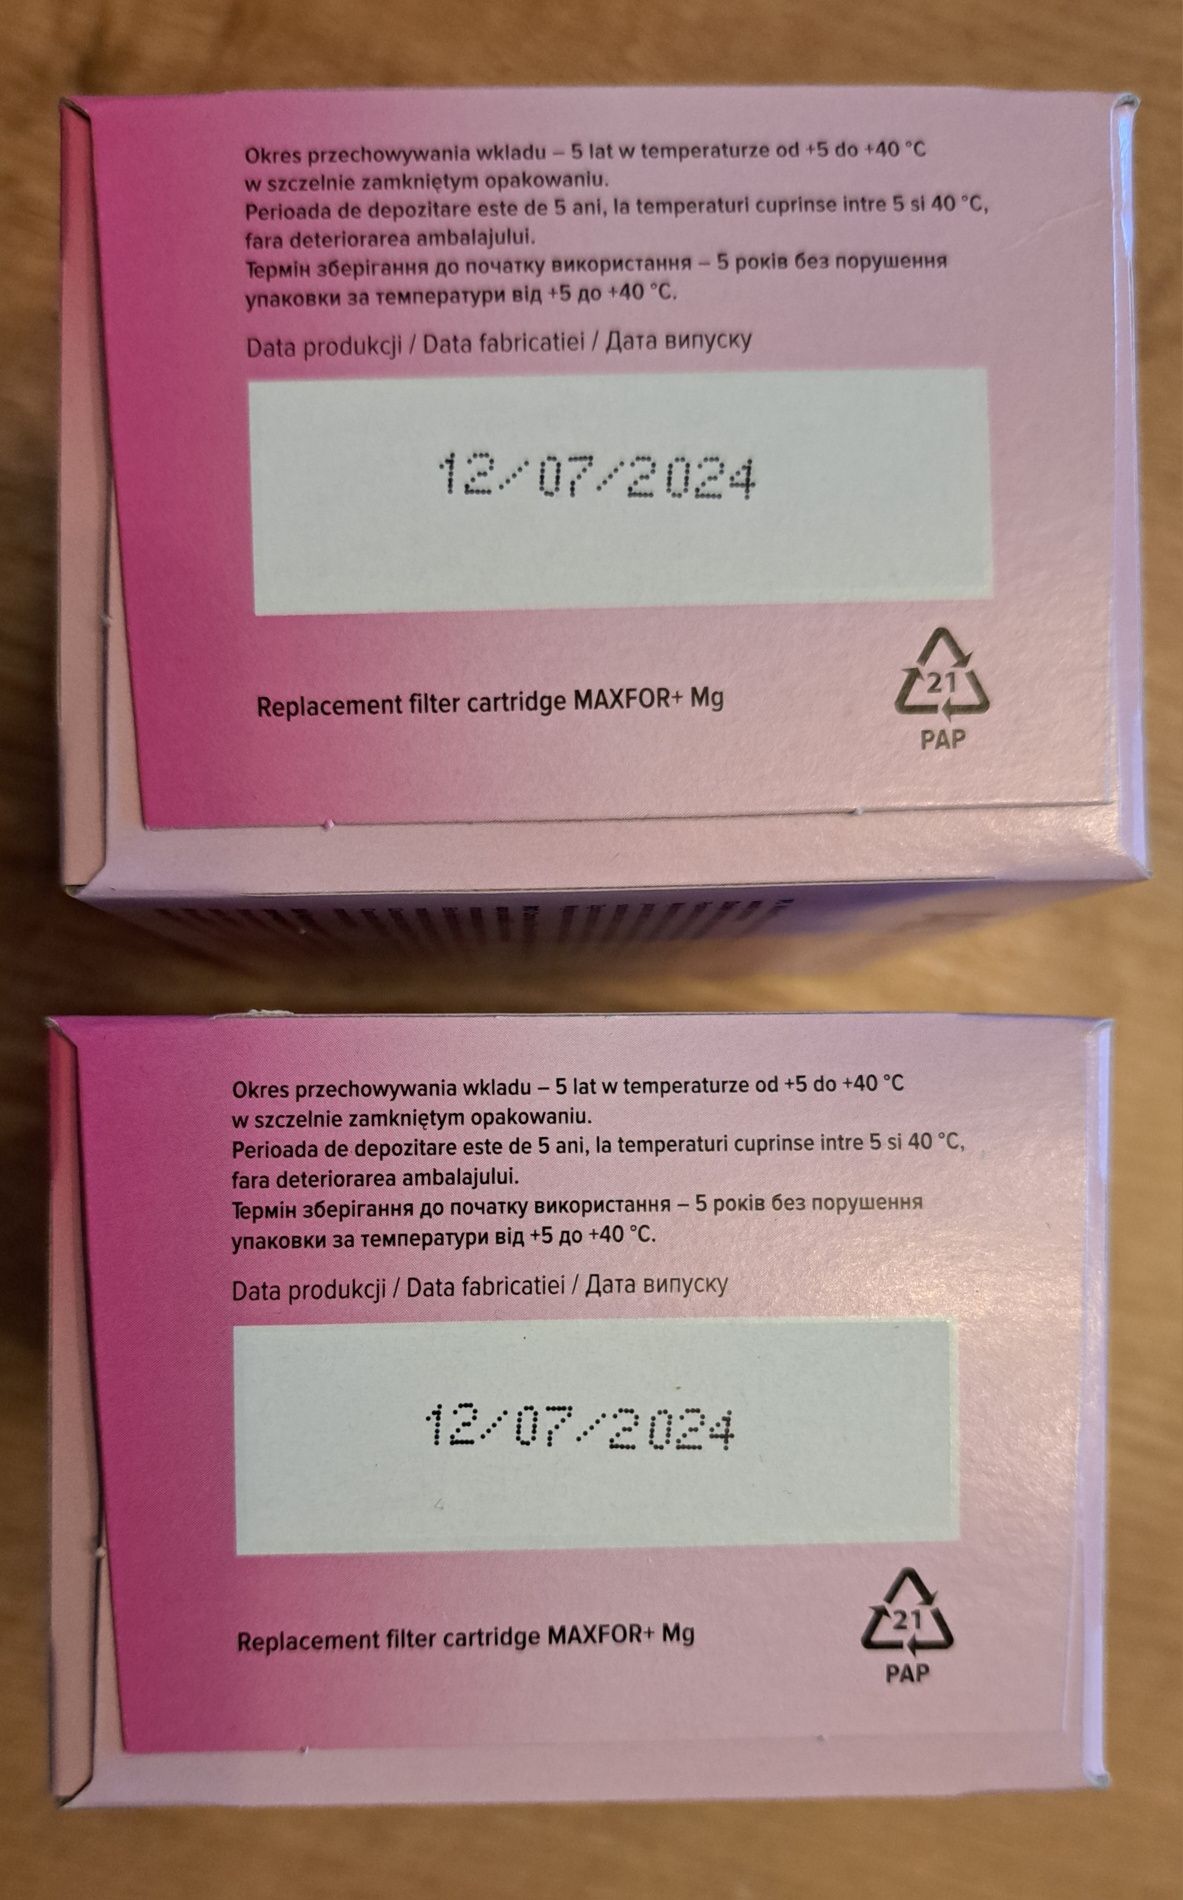 Okres przechowywania wkladu – 5 lat w temperaturze od +5 do +40 °C
w szczelnie zamkniętym opakowaniu.
Perioada de depozitare este de 5 ani, la temperaturi cuprinse intre 5 si 40 °C,
fara deteriorarea ambalajului.
Термін зберігання до початку використання – 5 років без порушення
упаковки за температури від +5 до +40 °C.
Data produkcji / Data fabricatiei / Дата випуску
12/07/2024
Replacement filter cartridge MAXFOR+ Mg
21
PAP
Okres przechowywania wkladu – 5 lat w temperaturze od +5 do +40 °C
w szczelnie zamkniętym opakowaniu.
Perioada de depozitare este de 5 ani, la temperaturi cuprinse intre 5 si 40 °C,
fara deteriorarea ambalajului.
Термін зберігання до початку використання – 5 років без порушення
упаковки за температури від +5 до +40 °C.
Data produkcji / Data fabricatiei / Дата випуску
12/07/2024
Replacement filter cartridge MAXFOR+ Mg
21
PAP